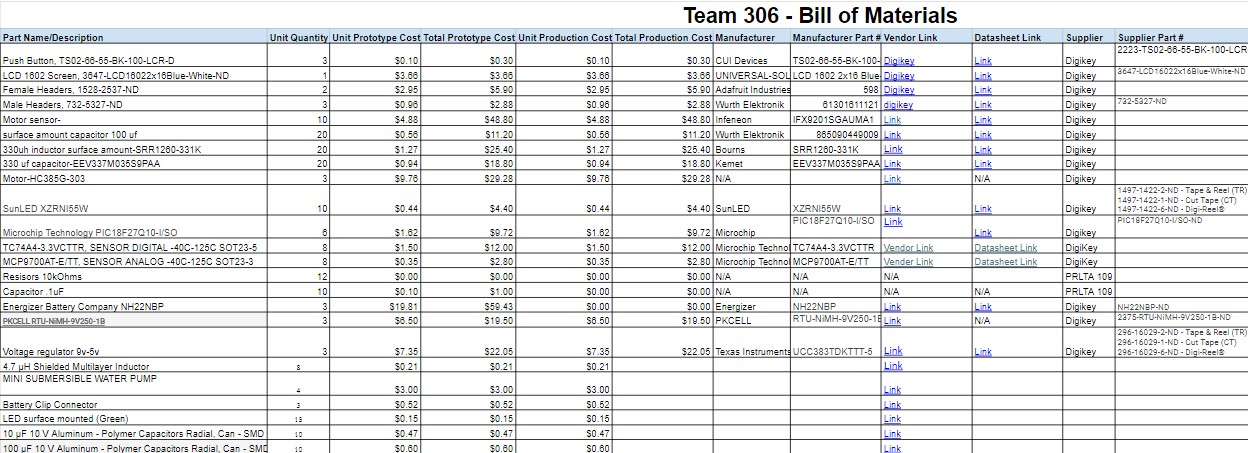 Team 306 - Bill of Materials
Part Name/Description Unit Quantity Unit Prototype Cost Total Prototype Cost Unit Production Cost Total Production Cost Manufacturer Manufacturer Part # Vendor Link Datasheet Link Supplier Supplier Part #
Push Button, TS02-66-55-BK-100-LCR-D 3 $0.10 $0.30 $0.10 $0.30 CUI Devices TS02-66-55-BK-100- Digikey Link Digikey 2223-TS02-66-55-BK-100-LCR
LCD 1602 Screen, 3647-LCD16022x16Blue-White-ND 1 $3.66 $3.66 $3.66 $3.66 UNIVERSAL-SOL LCD 1602 2x16 Blue Digikey Link Digikey 3647-LCD16022x16Blue-White-ND
Female Headers, 1528-2537-ND 2 $2.95 $5.90 $2.95 $5.90 Adafruit Industries 598 Digikey Link Digikey
Male Headers, 732-5327-ND 3 $0.96 $2.88 $0.96 $2.88 Wurth Elektronik 61301611121 digikey Link Digikey 732-5327-ND
Motor sensor- 10 $4.88 $48.80 $4.88 $48.80 Infeneon IFX9201SGAUMA1 Link Link Digikey
surface amount capacitor 100 uf 20 $0.56 $11.20 $0.56 $11.20 Wurth Elektronik 865090449009 Link Link Digikey
330uh inductor surface amount-SRR1260-331K 20 $1.27 $25.40 $1.27 $25.40 Bourns SRR1260-331K Link Link Digikey
330 uf capacitor-EEV337M035S9PAA 20 $0.94 $18.80 $0.94 $18.80 Kemet EEV337M035S9PAA Link Link Digikey
Motor-HC385G-303 3 $9.76 $29.28 $9.76 $29.28 N/A Link N/A Digikey
SunLED XZRNI55W 10 $0.44 $4.40 $0.44 $4.40 SunLED XZRNI55W Link Link Digikey 1497-1422-2-ND - Tape & Reel (TR)
1497-1422-1-ND - Cut Tape (CT)
1497-1422-6-ND - Digi-Reel®
Microchip Technology PIC18F27Q10-I/SO 6 $1.62 $9.72 $1.62 $9.72 Microchip PIC18F27Q10-I/SO Link Link Digikey PIC18F27Q10-I/SO-ND
TC74A4-3.3VCTTR, SENSOR DIGITAL -40C-125C SOT23-5 8 $1.50 $12.00 $1.50 $12.00 Microchip Technol TC74A4-3.3VCTTR Vendor Link Datasheet Link DigiKey
MCP9700AT-E/TT, SENSOR ANALOG -40C-125C SOT23-3 8 $0.35 $2.80 $0.35 $2.80 Microchip Technol MCP9700AT-E/TT Vender Link Datasheet Link DigiKey
Resisors 10kOhms 12 $0.00 $0.00 $0.00 $0.00 N/A N/A N/A N/A PRLTA 109
Capacitor .1uF 10 $0.10 $1.00 $0.00 $0.00 N/A N/A N/A N/A PRLTA 109
Energizer Battery Company NH22NBP 3 $19.81 $59.43 $0.00 $0.00 Energizer NH22NBP Link Link Digikey NH22NBP-ND
PKCELL RTU-NiMH-9V250-1B 3 $6.50 $19.50 $6.50 $19.50 PKCELL RTU-NiMH-9V250-1B Link N/A Digikey 2375-RTU-NiMH-9V250-1B-ND
Voltage regulator 9v-5v 3 $7.35 $22.05 $7.35 $22.05 Texas Instruments UCC383TDKTTT-5 Link Link Digikey 296-16029-2-ND - Tape & Reel (TR)
296-16029-1-ND - Cut Tape (CT)
296-16029-6-ND - Digi-Reel®
4.7 µH Shielded Multilayer Inductor 8 $0.21 $0.21 $0.21 Link
MINI SUBMERSIBLE WATER PUMP 4 $3.00 $3.00 $3.00 Link
Battery Clip Connector 3 $0.52 $0.52 $0.52 Link
LED surface mounted (Green) 15 $0.15 $0.15 $0.15 Link
10 µF 10 V Aluminum - Polymer Capacitors Radial, Can - SMD 10 $0.47 $0.47 $0.47 Link
100 µF 10 V Aluminum - Polymer Capacitors Radial, Can - SMD 10 $0.60 $0.60 $0.60 Link